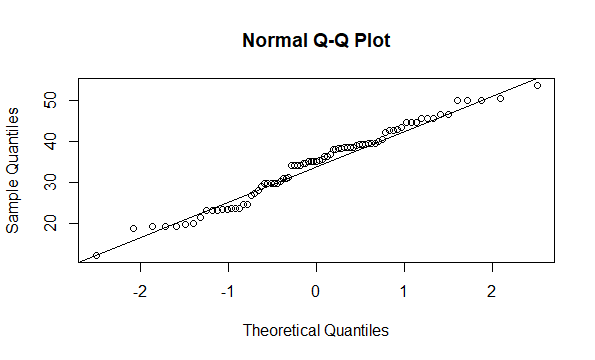 Normal Q-Q Plot
Sample Quantiles
50
40
30
20
-2 -1 0 1 2
Theoretical Quantiles